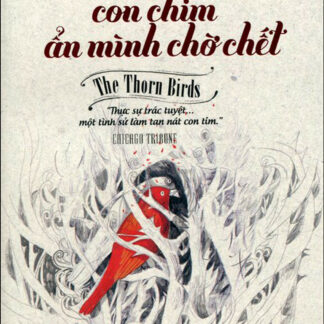 con chim
ẩn mình chờ chết
The Thorn Birds
"Thực sự trác tuyệt,...
một tình sử làm tan nát con tim."
CHICAGO TRIBUNE